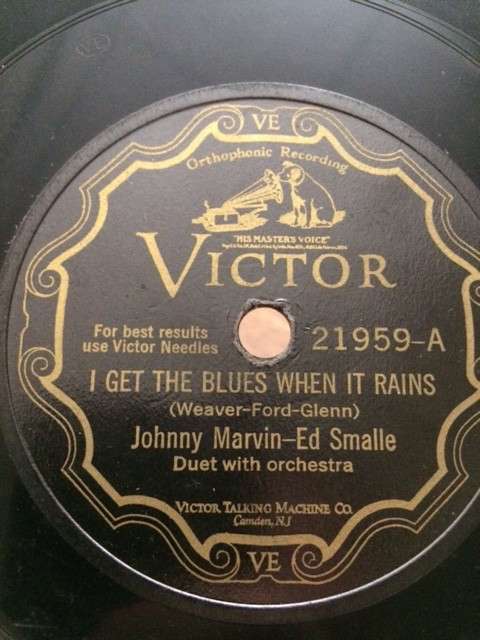 VE
Orthophonic Recording
"HIS MASTER'S VOICE"
VICTOR
For best results
use Victor Needles
21959-A
I GET THE BLUES WHEN IT RAINS
(Weaver-Ford-Glenn)
Johnny Marvin-Ed Smalle
Duet with orchestra
VICTOR TALKING MACHINE CO.
Camden, N.J
VE